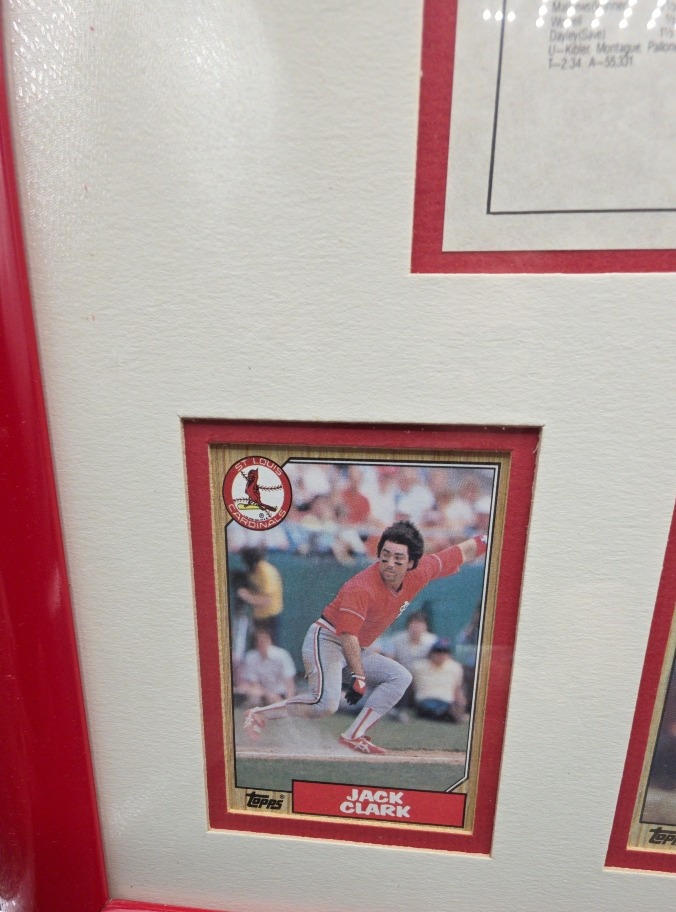 Dayley(Save)
U—Kibler, Montague, Pallone
T—2:34 A—55,331
ST LOUIS
CARDINALS
TOPPS
JACK
CLARK